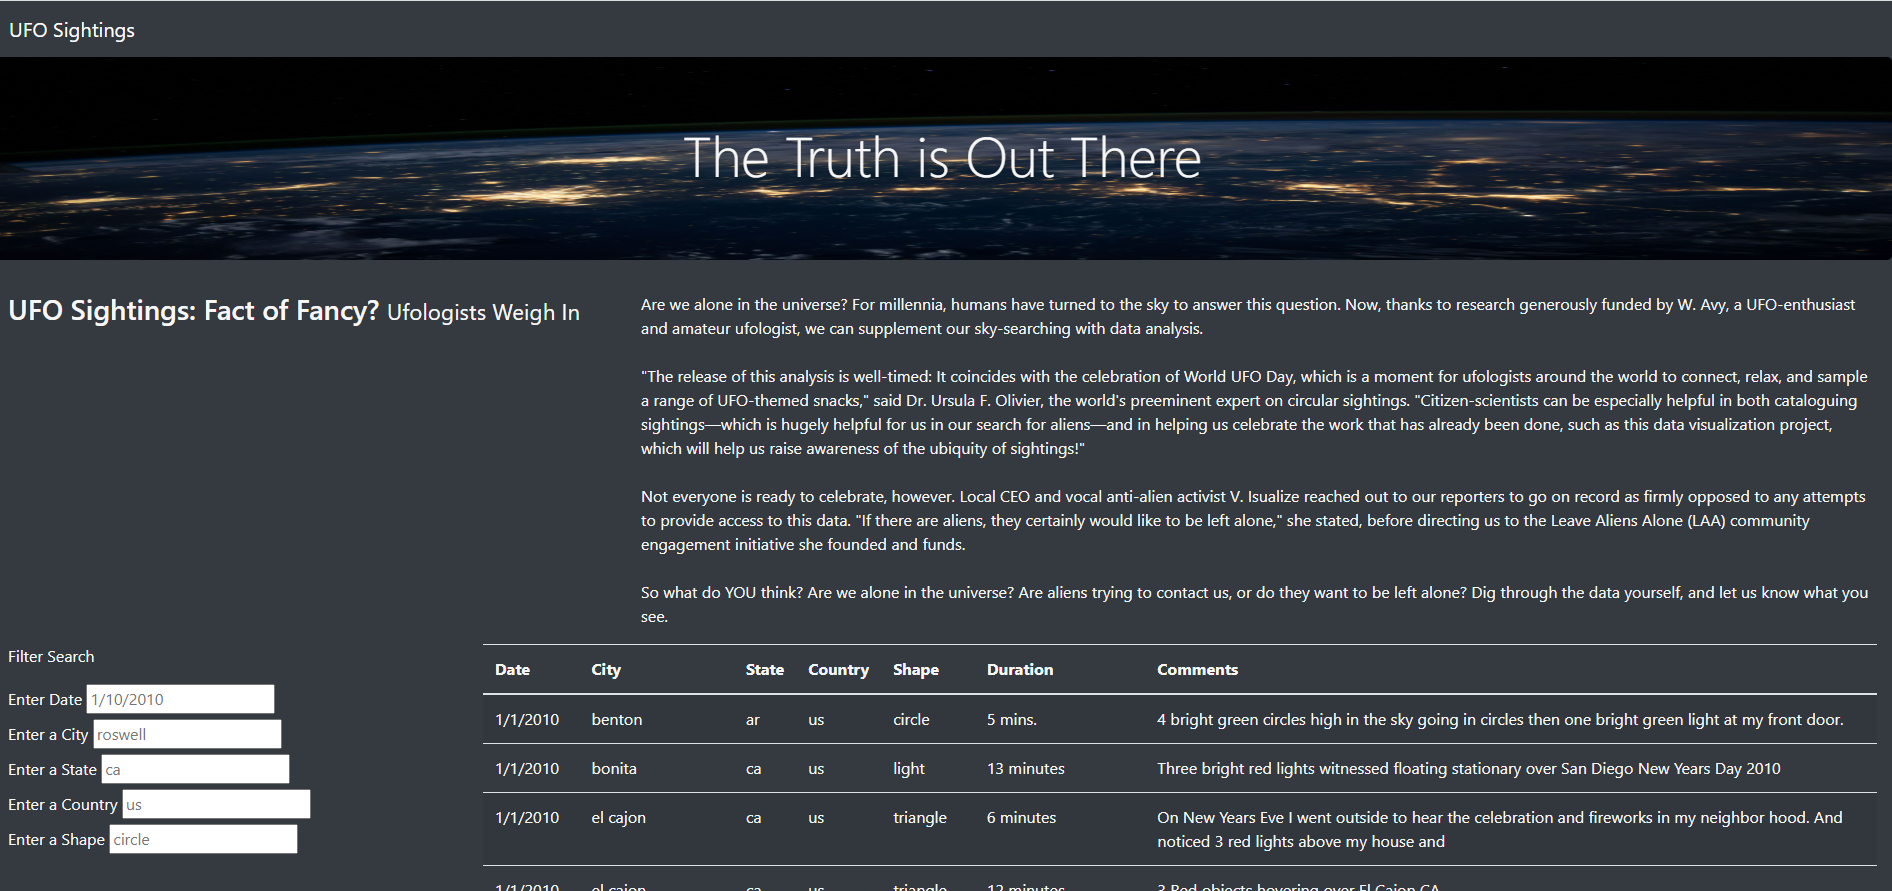 UFO Sightings
The Truth is Out There
UFO Sightings: Fact of Fancy? Ufologists Weigh In
Are we alone in the universe? For millennia, humans have turned to the sky to answer this question. Now, thanks to research generously funded by W. Avy, a UFO-enthusiast
and amateur ufologist, we can supplement our sky-searching with data analysis.
"The release of this analysis is well-timed: It coincides with the celebration of World UFO Day, which is a moment for ufologists around the world to connect, relax, and sample
a range of UFO-themed snacks," said Dr. Ursula F. Olivier, the world's preeminent expert on circular sightings. "Citizen-scientists can be especially helpful in both cataloguing
sightings—which is hugely helpful for us in our search for aliens—and in helping us celebrate the work that has already been done, such as this data visualization project,
which will help us raise awareness of the ubiquity of sightings!"
Not everyone is ready to celebrate, however. Local CEO and vocal anti-alien activist V. Isualize reached out to our reporters to go on record as firmly opposed to any attempts
to provide access to this data. "If there are aliens, they certainly would like to be left alone," she stated, before directing us to the Leave Aliens Alone (LAA) community
engagement initiative she founded and funds.
So what do YOU think? Are we alone in the universe? Are aliens trying to contact us, or do they want to be left alone? Dig through the data yourself, and let us know what you
see.
Filter Search
Enter Date 1/10/2010
Enter a City roswell
Enter a State ca
Enter a Country us
Enter a Shape circle
Date City State Country Shape Duration Comments
1/1/2010 benton ar us circle 5 mins. 4 bright green circles high in the sky going in circles then one bright green light at my front door.
1/1/2010 bonita ca us light 13 minutes Three bright red lights witnessed floating stationary over San Diego New Years Day 2010
1/1/2010 el cajon ca us triangle 6 minutes On New Years Eve I went outside to hear the celebration and fireworks in my neighbor hood. And
noticed 3 red lights above my house and
1/1/2010 el cajon ca us triangle 12 minutes 3 Red objects hovering over El Cajon CA